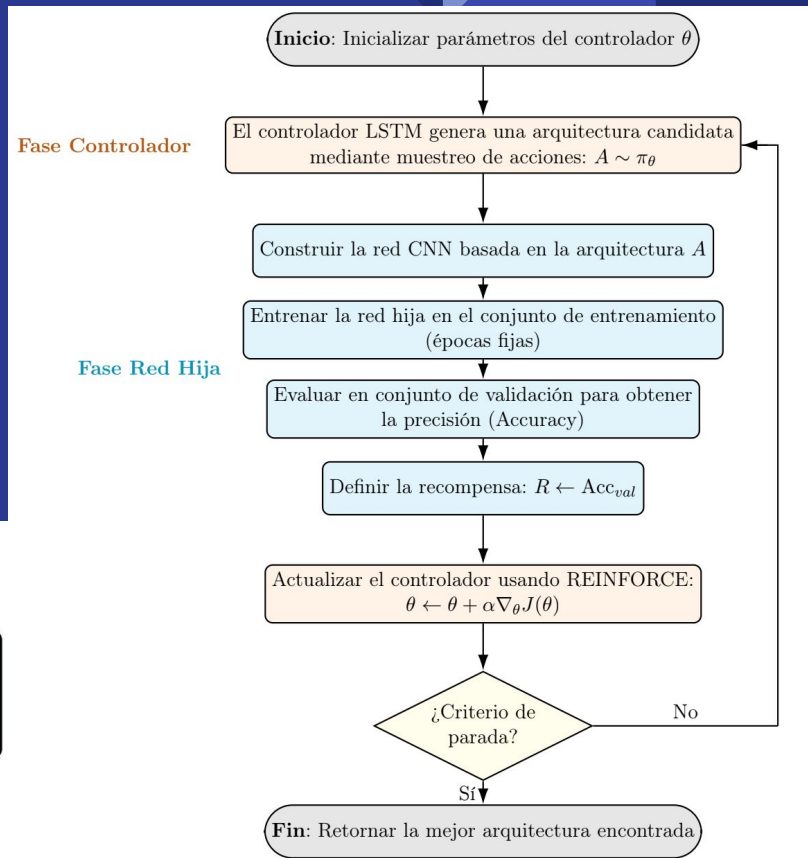 Inicio: Inicializar parámetros del controlador θ
Fase Controlador
El controlador LSTM genera una arquitectura candidata
mediante muestreo de acciones: A ∼ π_θ
Construir la red CNN basada en la arquitectura A
Entrenar la red hija en el conjunto de entrenamiento
(épocas fijas)
Fase Red Hija
Evaluar en conjunto de validación para obtener
la precisión (Accuracy)
Definir la recompensa: R ← Acc_val
Actualizar el controlador usando REINFORCE:
θ ← θ + α∇_θJ(θ)
¿Criterio de
parada?
No
Sí
Fin: Retornar la mejor arquitectura encontrada